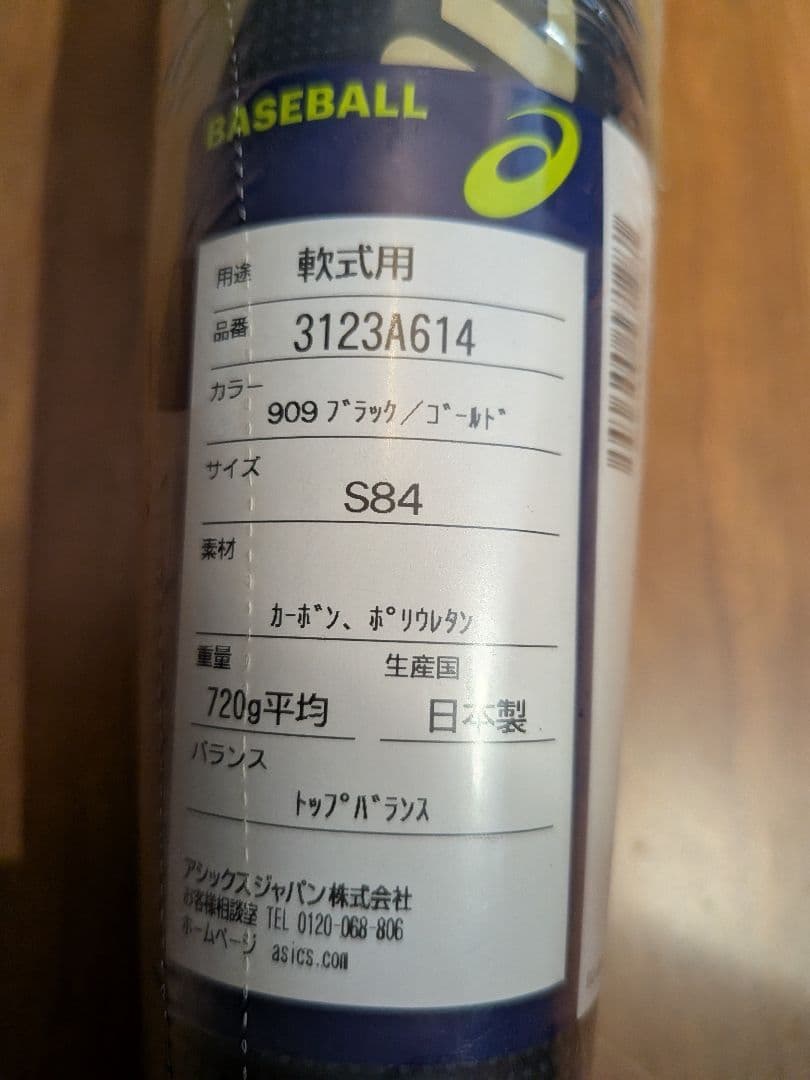 BASEBALL
用途 軟式用
品番 3123A614
カラー
909 ﾌﾞﾗｯｸ／ｺﾞｰﾙﾄﾞ
サイズ
S84
素材
ｶｰﾎﾞﾝ、ﾎﾟﾘｳﾚﾀﾝ
重量 生産国
720g平均 日本製
バランス
ﾄｯﾌﾟﾊﾞﾗﾝｽ
アシックスジャパン株式会社
お客様相談室 TEL 0120-068-806
ホームページ asics.com